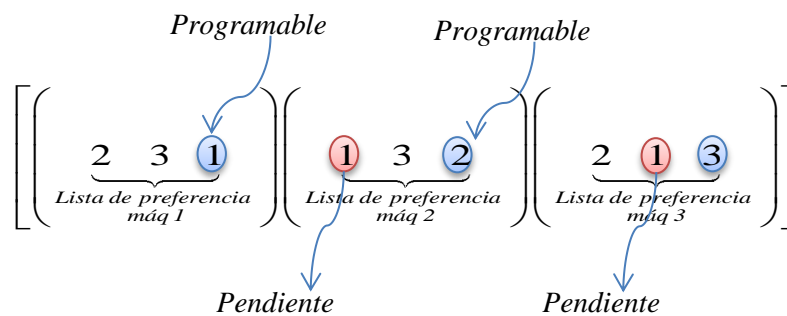 Programable Programable
2 3 1 1 3 2 2 1 3
Lista de preferencia Lista de preferencia Lista de preferencia
máq 1 máq 2 máq 3
Pendiente Pendiente